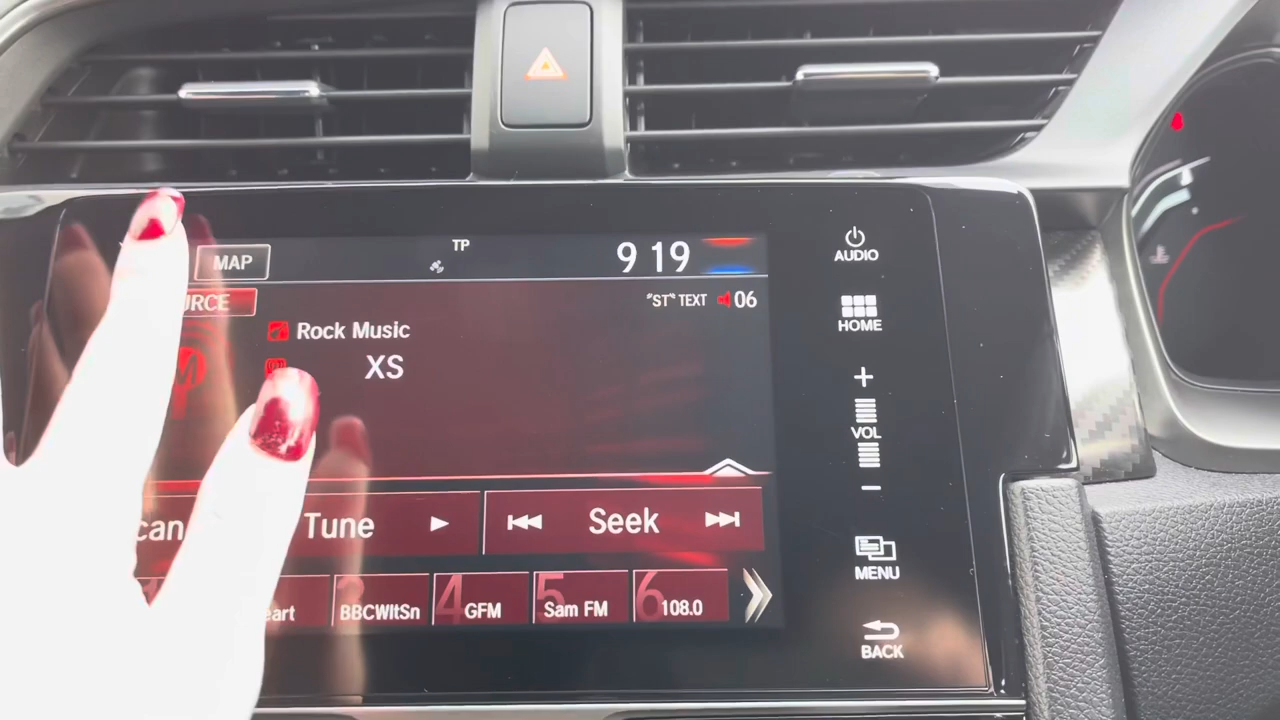 MAP
TP
9 19
AUDIO
"ST" TEXT
06
Rock Music
XS
HOME
+
VOL
−
Tune
Seek
BBCWltSn
4 GFM
5 Sam FM
6 108.0
MENU
BACK